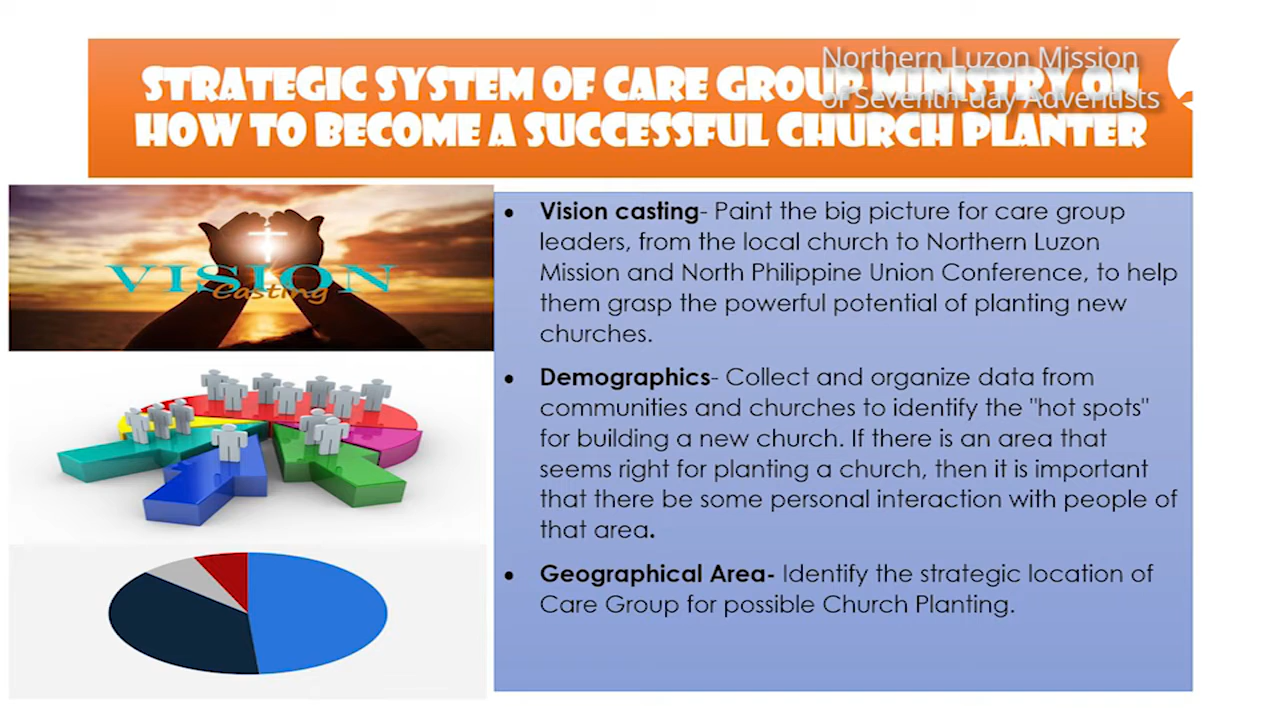 Northern Luzon Mission
of Seventh-day Adventists
STRATEGIC SYSTEM OF CARE GROUP MINISTRY ON
HOW TO BECOME A SUCCESSFUL CHURCH PLANTER
VISION
Casting
• Vision casting- Paint the big picture for care group
leaders, from the local church to Northern Luzon
Mission and North Philippine Union Conference, to help
them grasp the powerful potential of planting new
churches.
• Demographics- Collect and organize data from
communities and churches to identify the "hot spots"
for building a new church. If there is an area that
seems right for planting a church, then it is important
that there be some personal interaction with people of
that area.
• Geographical Area- Identify the strategic location of
Care Group for possible Church Planting.